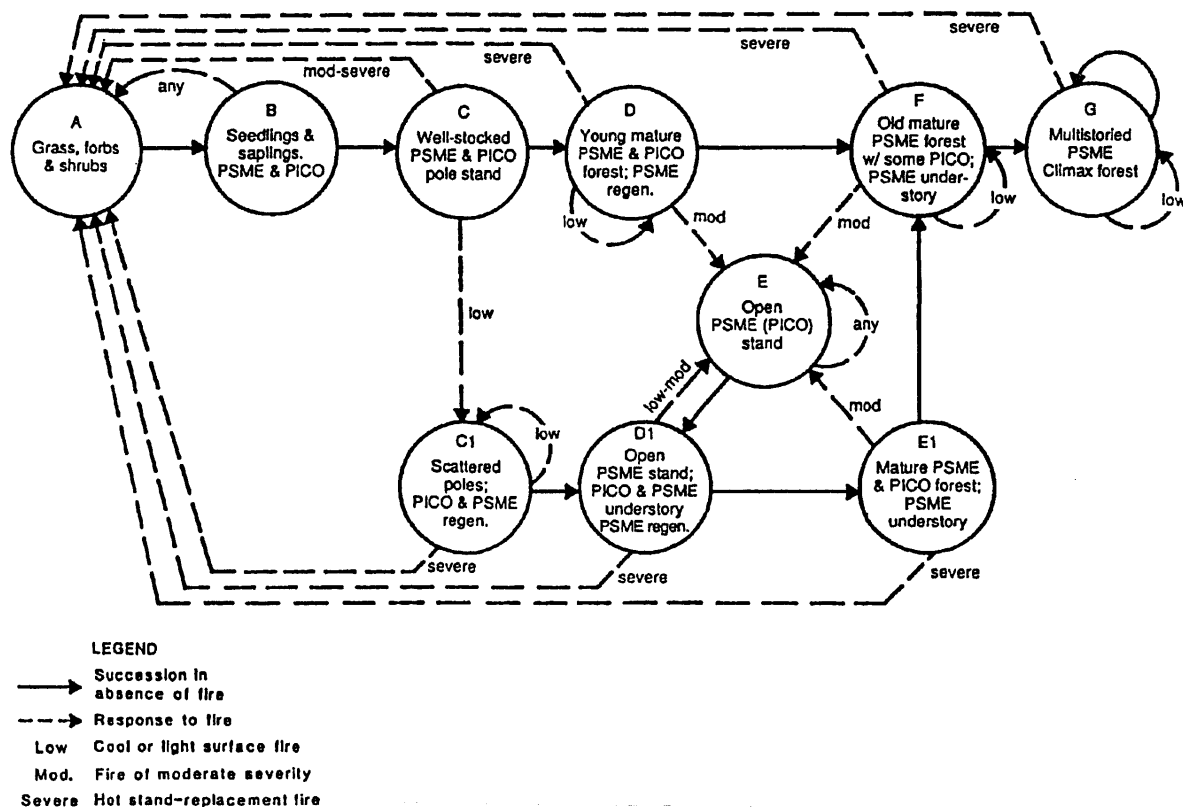 severe
severe
severe
mod-severe
any
A
Grass, forbs
& shrubs
B
Seedlings &
saplings.
PSME & PICO
C
Well-stocked
PSME & PICO
pole stand
D
Young mature
PSME & PICO
forest; PSME
regen.
F
Old mature
PSME forest
w/ some PICO;
PSME under-
story
G
Multistoried
PSME
Climax forest
low
mod
mod
low
low
E
Open
PSME (PICO)
stand
any
low
low-mod
mod
C1
Scattered
poles;
PICO & PSME
regen.
low
D1
Open
PSME stand;
PICO & PSME
understory
PSME regen.
E1
Mature PSME
& PICO forest;
PSME
understory
severe
severe
severe
LEGEND
Succession in
absence of fire
Response to fire
Low Cool or light surface fire
Mod. Fire of moderate severity
Severe Hot stand-replacement fire